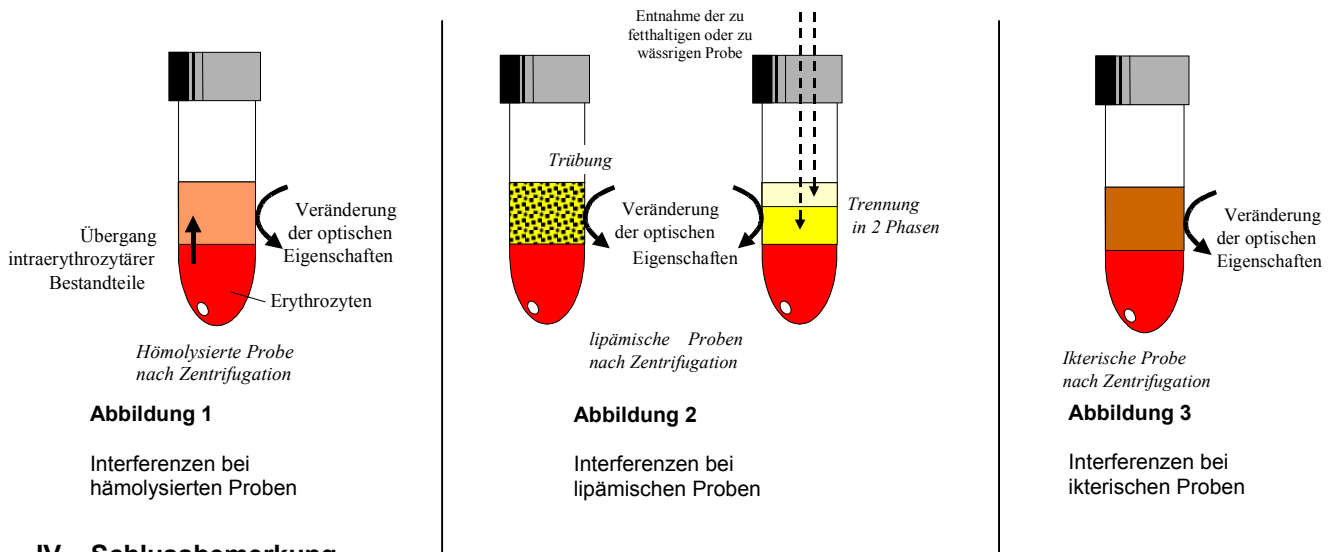 Übergang
intraerythrozytärer
Bestandteile
Veränderung
der optischen
Eigenschaften
Erythrozyten
Hömolysierte Probe
nach Zentrifugation
Abbildung 1
Interferenzen bei
hämolysierten Proben
Entnahme der zu
fetthaltigen oder zu
wässrigen Probe
Trübung
Veränderung
der optischen
Eigenschaften
Trennung
in 2 Phasen
lipämische Proben
nach Zentrifugation
Abbildung 2
Interferenzen bei
lipämischen Proben
Veränderung
der optischen
Eigenschaften
Ikterische Probe
nach Zentrifugation
Abbildung 3
Interferenzen bei
ikterischen Proben
IV. Schlussbemerkung